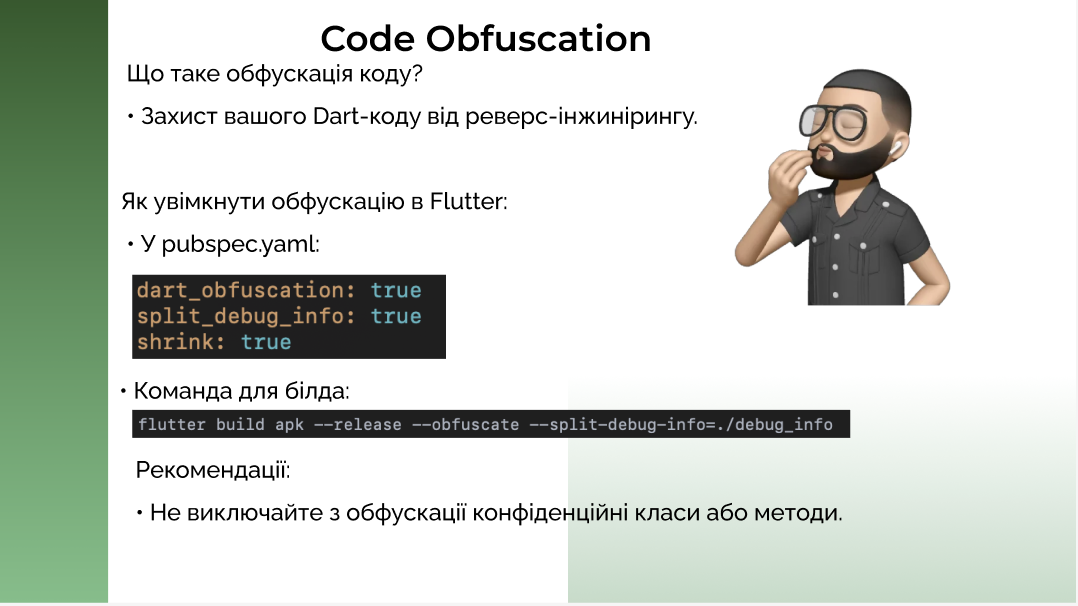 Code Obfuscation
Що таке обфускація коду?
• Захист вашого Dart-коду від реверс-інжинірингу.
Як увімкнути обфускацію в Flutter:
• У pubspec.yaml:
dart_obfuscation: true
split_debug_info: true
shrink: true
• Команда для білда:
flutter build apk --release --obfuscate --split-debug-info=./debug_info
Рекомендації:
• Не виключайте з обфускації конфіденційні класи або методи.